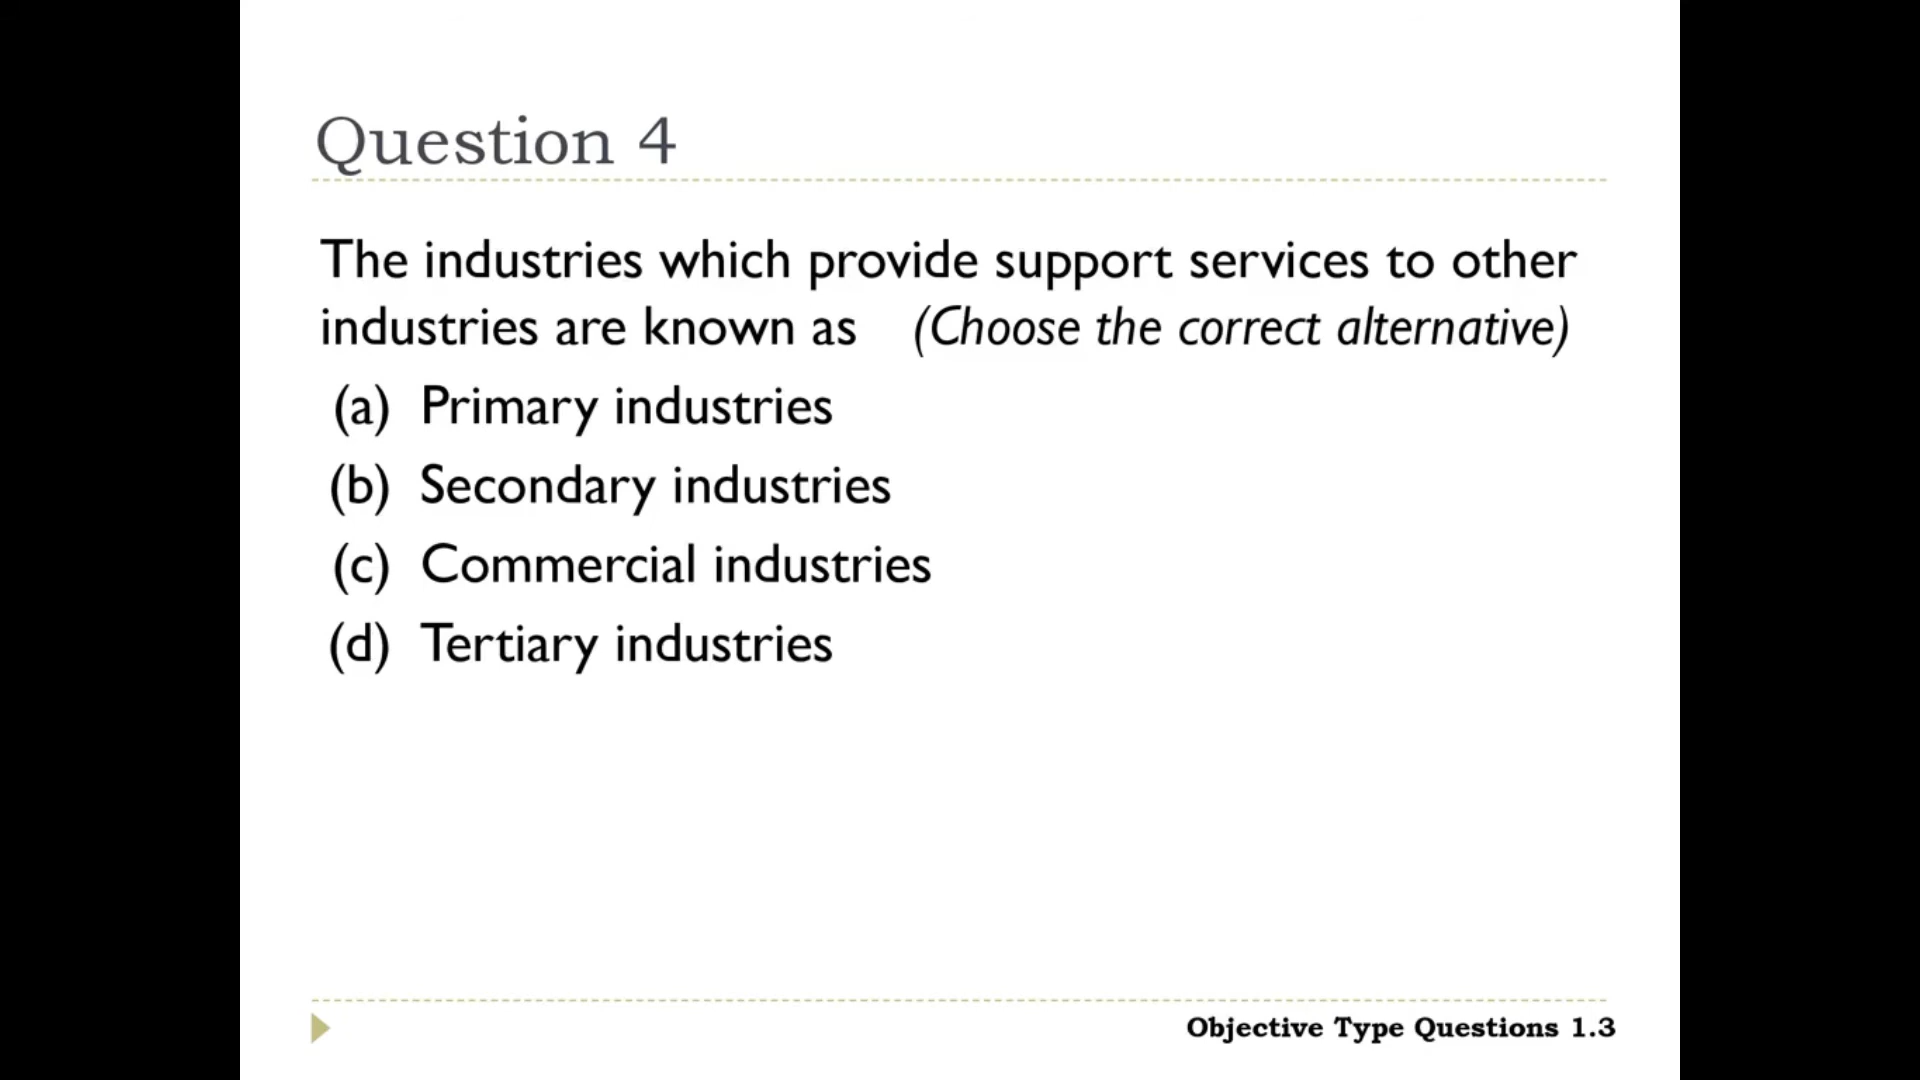 Question 4
The industries which provide support services to other
industries are known as (Choose the correct alternative)
(a) Primary industries
(b) Secondary industries
(c) Commercial industries
(d) Tertiary industries
Objective Type Questions 1.3